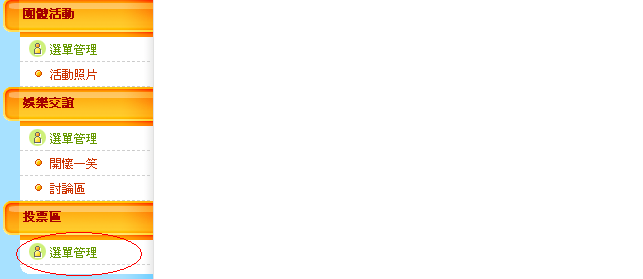 團體活動
選單管理
活動照片
娛樂交誼
選單管理
開懷一笑
討論區
投票區
選單管理